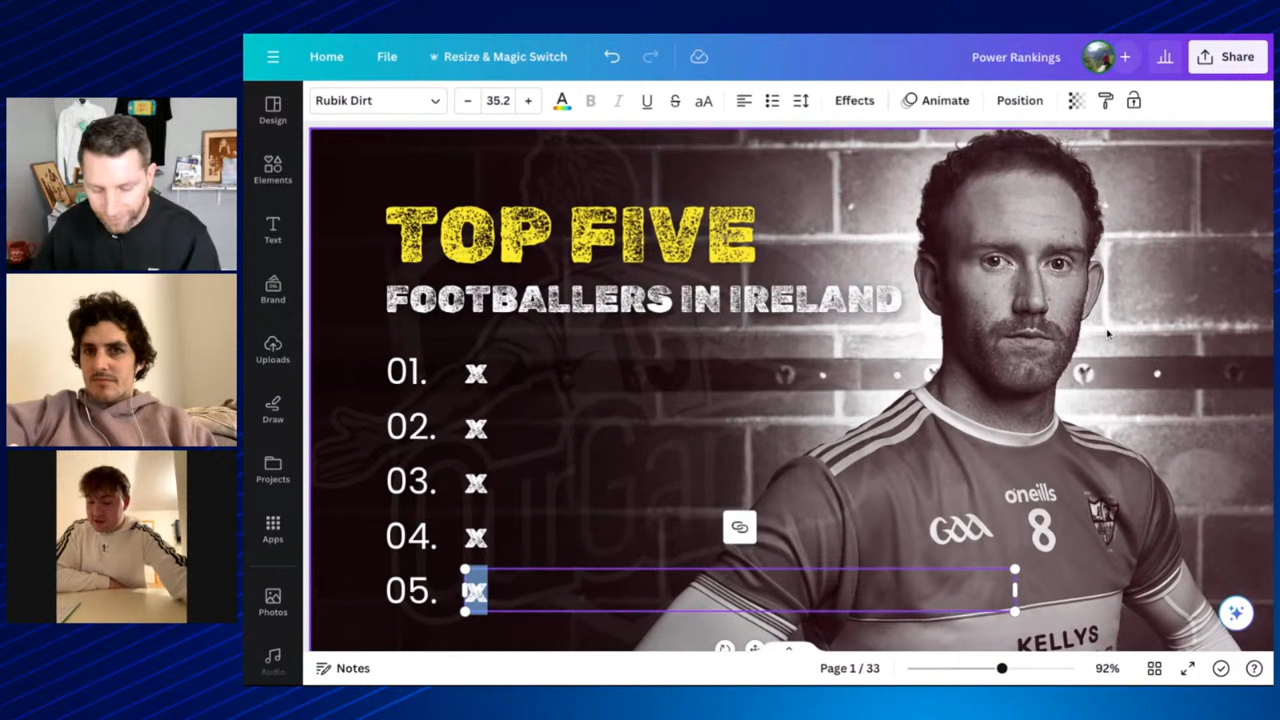 Home File Resize & Magic Switch Power Rankings + Share
Rubik Dirt − 35.2 + A B I U S aA Effects Animate Position
Design
Elements
Text
Brand
Uploads
Draw
Projects
Apps
Photos
Audio
TOP FIVE
FOOTBALLERS IN IRELAND
01. X
02. X
03. X
04. X
05. X
oneills
GAA 8
KELLYS
Notes Page 1 / 33 92%